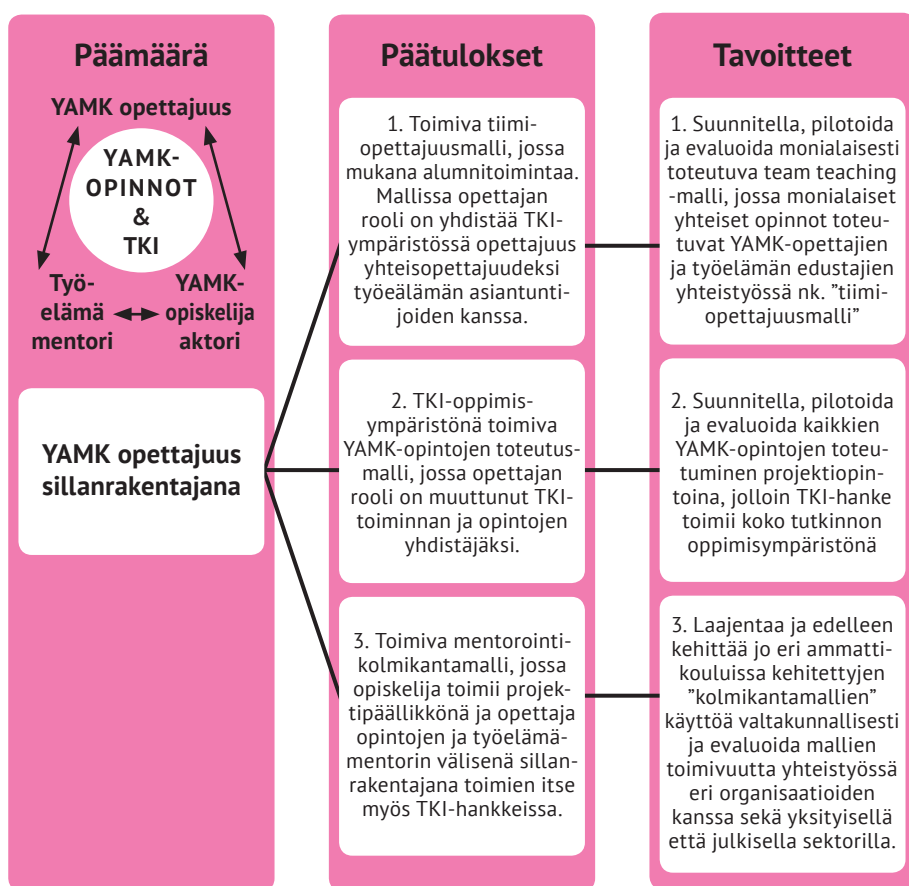 Päämäärä
YAMK opettajuus
YAMK-
OPINNOT
&
TKI
Työ-
elämä
mentori
YAMK-
opiskelija
aktori
YAMK opettajuus
sillanrakentajana
Päätulokset
1. Toimiva tiimi-
opettajuusmalli, jossa
mukana alumnitoimintaa.
Mallissa opettajan
rooli on yhdistää TKI-
ympäristössä opettajuus
yhteisopettajuudeksi
työeälämän asiantunti-
joiden kanssa.
2. TKI-oppimis-
ympäristönä toimiva
YAMK-opintojen toteutus-
malli, jossa opettajan
rooli on muuttunut TKI-
toiminnan ja opintojen
yhdistäjäksi.
3. Toimiva mentorointi-
kolmikantamalli, jossa
opiskelija toimii projek-
tipäällikkönä ja opettaja
opintojen ja työelämä-
mentorin välisenä sillan-
rakentajana toimien itse
myös TKI-hankkeissa.
Tavoitteet
1. Suunnitella, pilotoida
ja evaluoida monialaisesti
toteutuva team teaching
-malli, jossa monialaiset
yhteiset opinnot toteu-
tuvat YAMK-opettajien
ja työelämän edustajien
yhteistyössä nk. ”tiimi-
opettajuusmalli”
2. Suunnitella, pilotoida
ja evaluoida kaikkien
YAMK-opintojen toteu-
tuminen projektiopin-
toina, jolloin TKI-hanke
toimii koko tutkinnon
oppimisympäristönä
3. Laajentaa ja edelleen
kehittää jo eri ammatti-
kouluissa kehitettyjen
”kolmikantamallien”
käyttöä valtakunnallisesti
ja evaluoida mallien
toimivuutta yhteistyössä
eri organisaatioiden
kanssa sekä yksityisellä
että julkisella sektorilla.